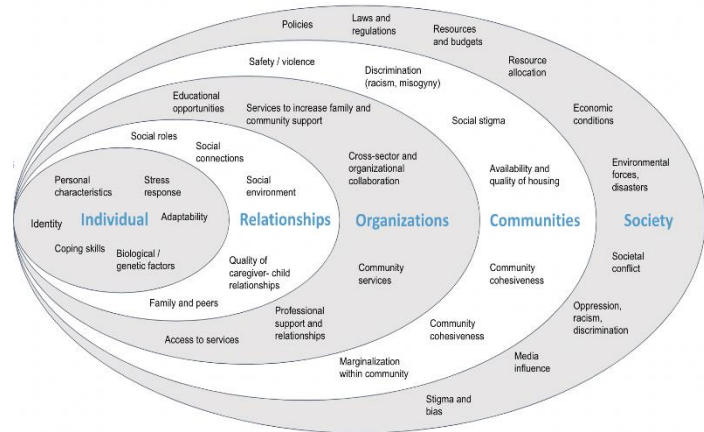 Policies
Laws and
regulations
Resources
and budgets
Resource
allocation
Economic
conditions
Environmental
forces,
disasters
Society
Societal
conflict
Oppression,
racism,
discrimination
Media
influence
Stigma and
bias
Safety / violence
Discrimination
(racism, misogyny)
Social stigma
Availability and
quality of housing
Communities
Community
cohesiveness
Community
cohesiveness
Marginalization
within community
Educational
opportunities
Services to increase family and
community support
Cross-sector and
organizational
collaboration
Organizations
Community
services
Professional
support and
relationships
Access to services
Social roles
Social
connections
Social
environment
Relationships
Quality of
caregiver- child
relationships
Family and peers
Personal
characteristics
Stress
response
Identity
Individual
Adaptability
Coping skills
Biological /
genetic factors